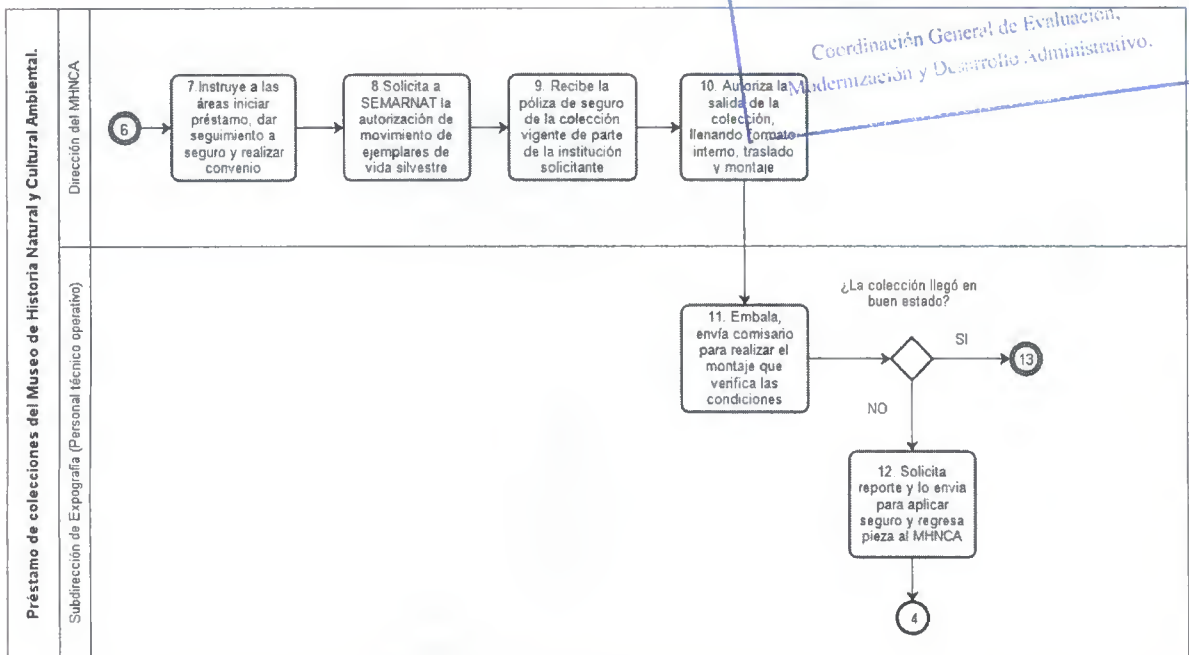 Préstamo de colecciones del Museo de Historia Natural y Cultural Ambiental.
Dirección del MHNCA
6
7.Instruye a las
áreas iniciar
préstamo, dar
seguimiento a
seguro y realizar
convenio
8 Solicita a
SEMARNAT la
autorización de
movimiento de
ejemplares de
vida silvestre
9. Recibe la
póliza de seguro
de la colección
vigente de parte
de la institución
solicitante
10. Autoriza la
salida de la
colección,
llenando formato
interno, traslado
y montaje
Coordinación General de Evaluación,
Modernización y Desarrollo Administrativo.
Subdirección de Expografía (Personal técnico operativo)
11. Embala,
envía comisario
para realizar el
montaje que
verifica las
condiciones
¿La colección llegó en
buen estado?
SI
13
NO
12. Solicita
reporte y lo envia
para aplicar
seguro y regresa
pieza al MHNCA
4